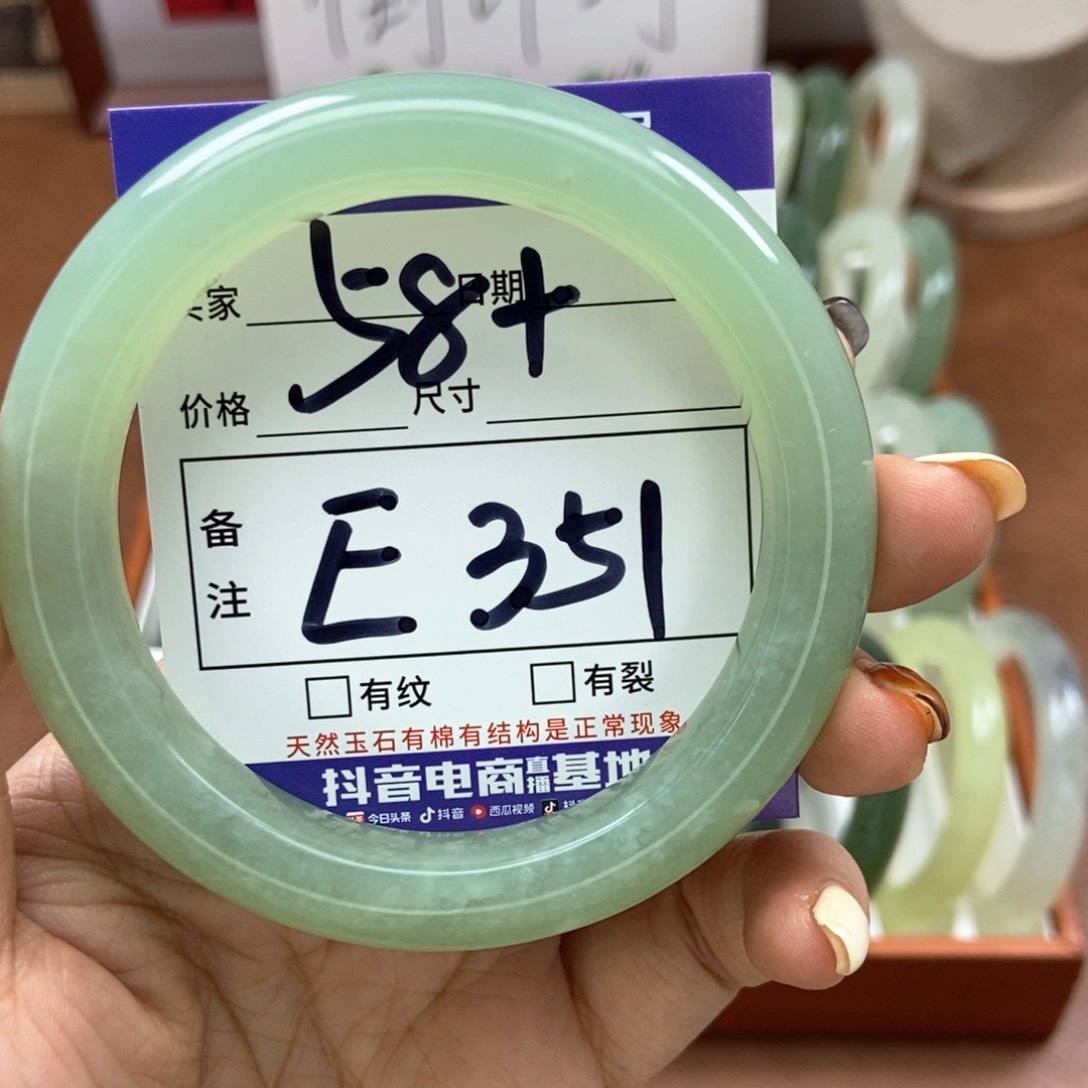 58+
家 日期
价格 尺寸
备注 E 351
有纹 有裂
天然玉石有棉有结构是正常现象
抖音电商直播基地
今日头条 抖音 西瓜视频